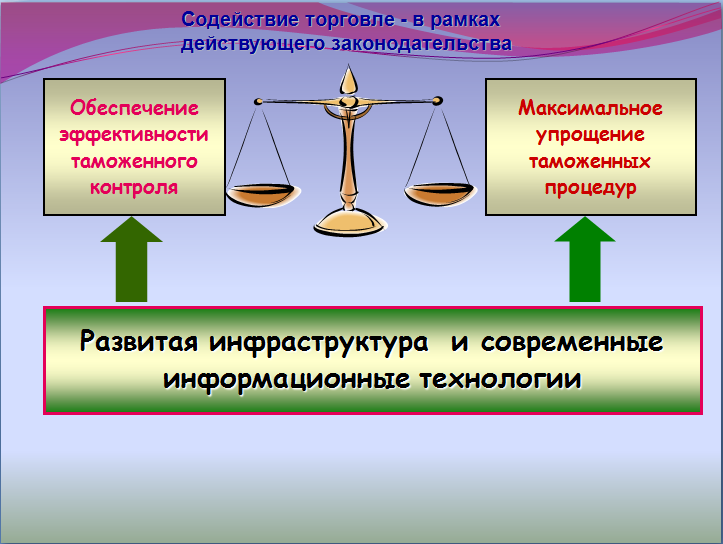 Содействие торговле - в рамках
действующего законодательства
Обеспечение
эффективности
таможенного
контроля
Максимальное
упрощение
таможенных
процедур
Развитая инфраструктура и современные
информационные технологии